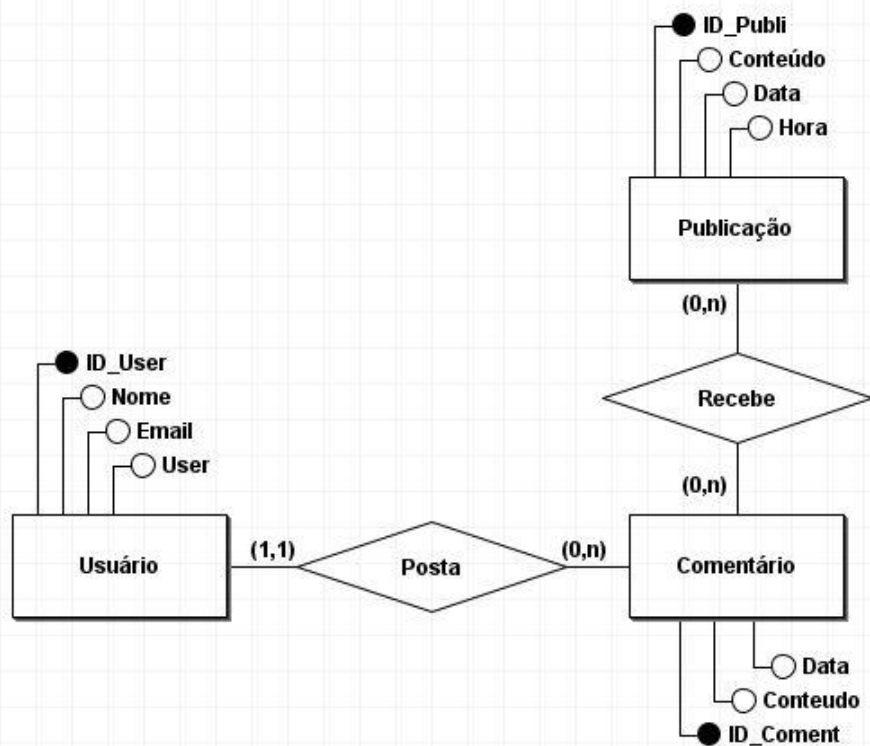 ID_Publi
Conteúdo
Data
Hora
Publicação
(0,n)
Recebe
(0,n)
ID_User
Nome
Email
User
Usuário
(1,1)
Posta
(0,n)
Comentário
Data
Conteudo
ID_Coment